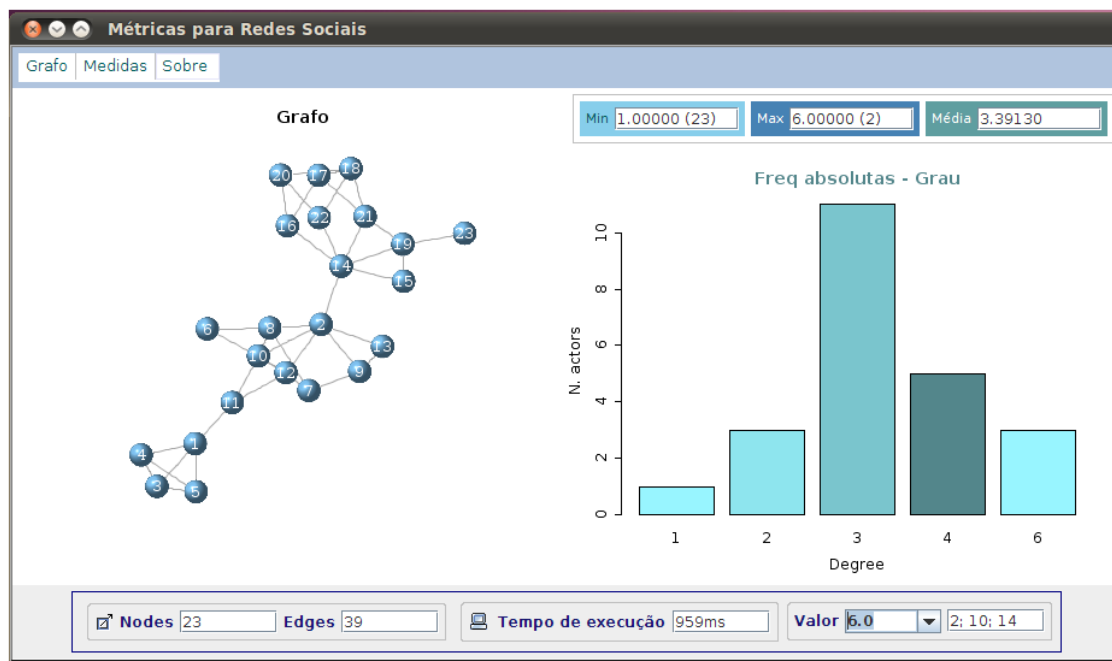 Métricas para Redes Sociais
Grafo Medidas Sobre
Grafo
20 17 18
16 22 21
19 23
14
15
6 8 2
13
10
12 9
7
11
1
4
3 5
Min 1.00000 (23) Max 6.00000 (2) Média 3.39130
Freq absolutas - Grau
N. actors
10
8
6
4
2
0
1 2 3 4 6
Degree
Nodes 23 Edges 39 Tempo de execução 959ms Valor 6.0 2; 10; 14